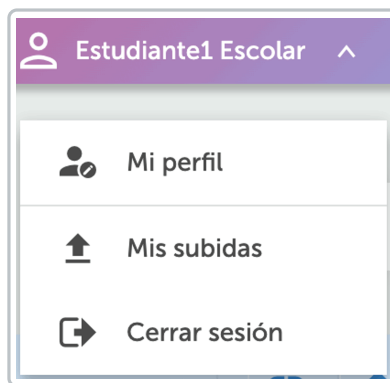 Estudiante1 Escolar
Mi perfil
Mis subidas
Cerrar sesión